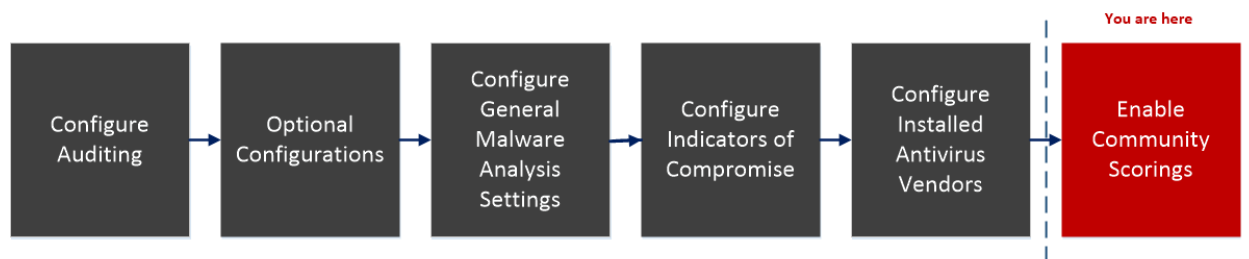 You are here
Configure
Auditing
Optional
Configurations
Configure
General
Malware
Analysis
Settings
Configure
Indicators of
Compromise
Configure
Installed
Antivirus
Vendors
Enable
Community
Scorings